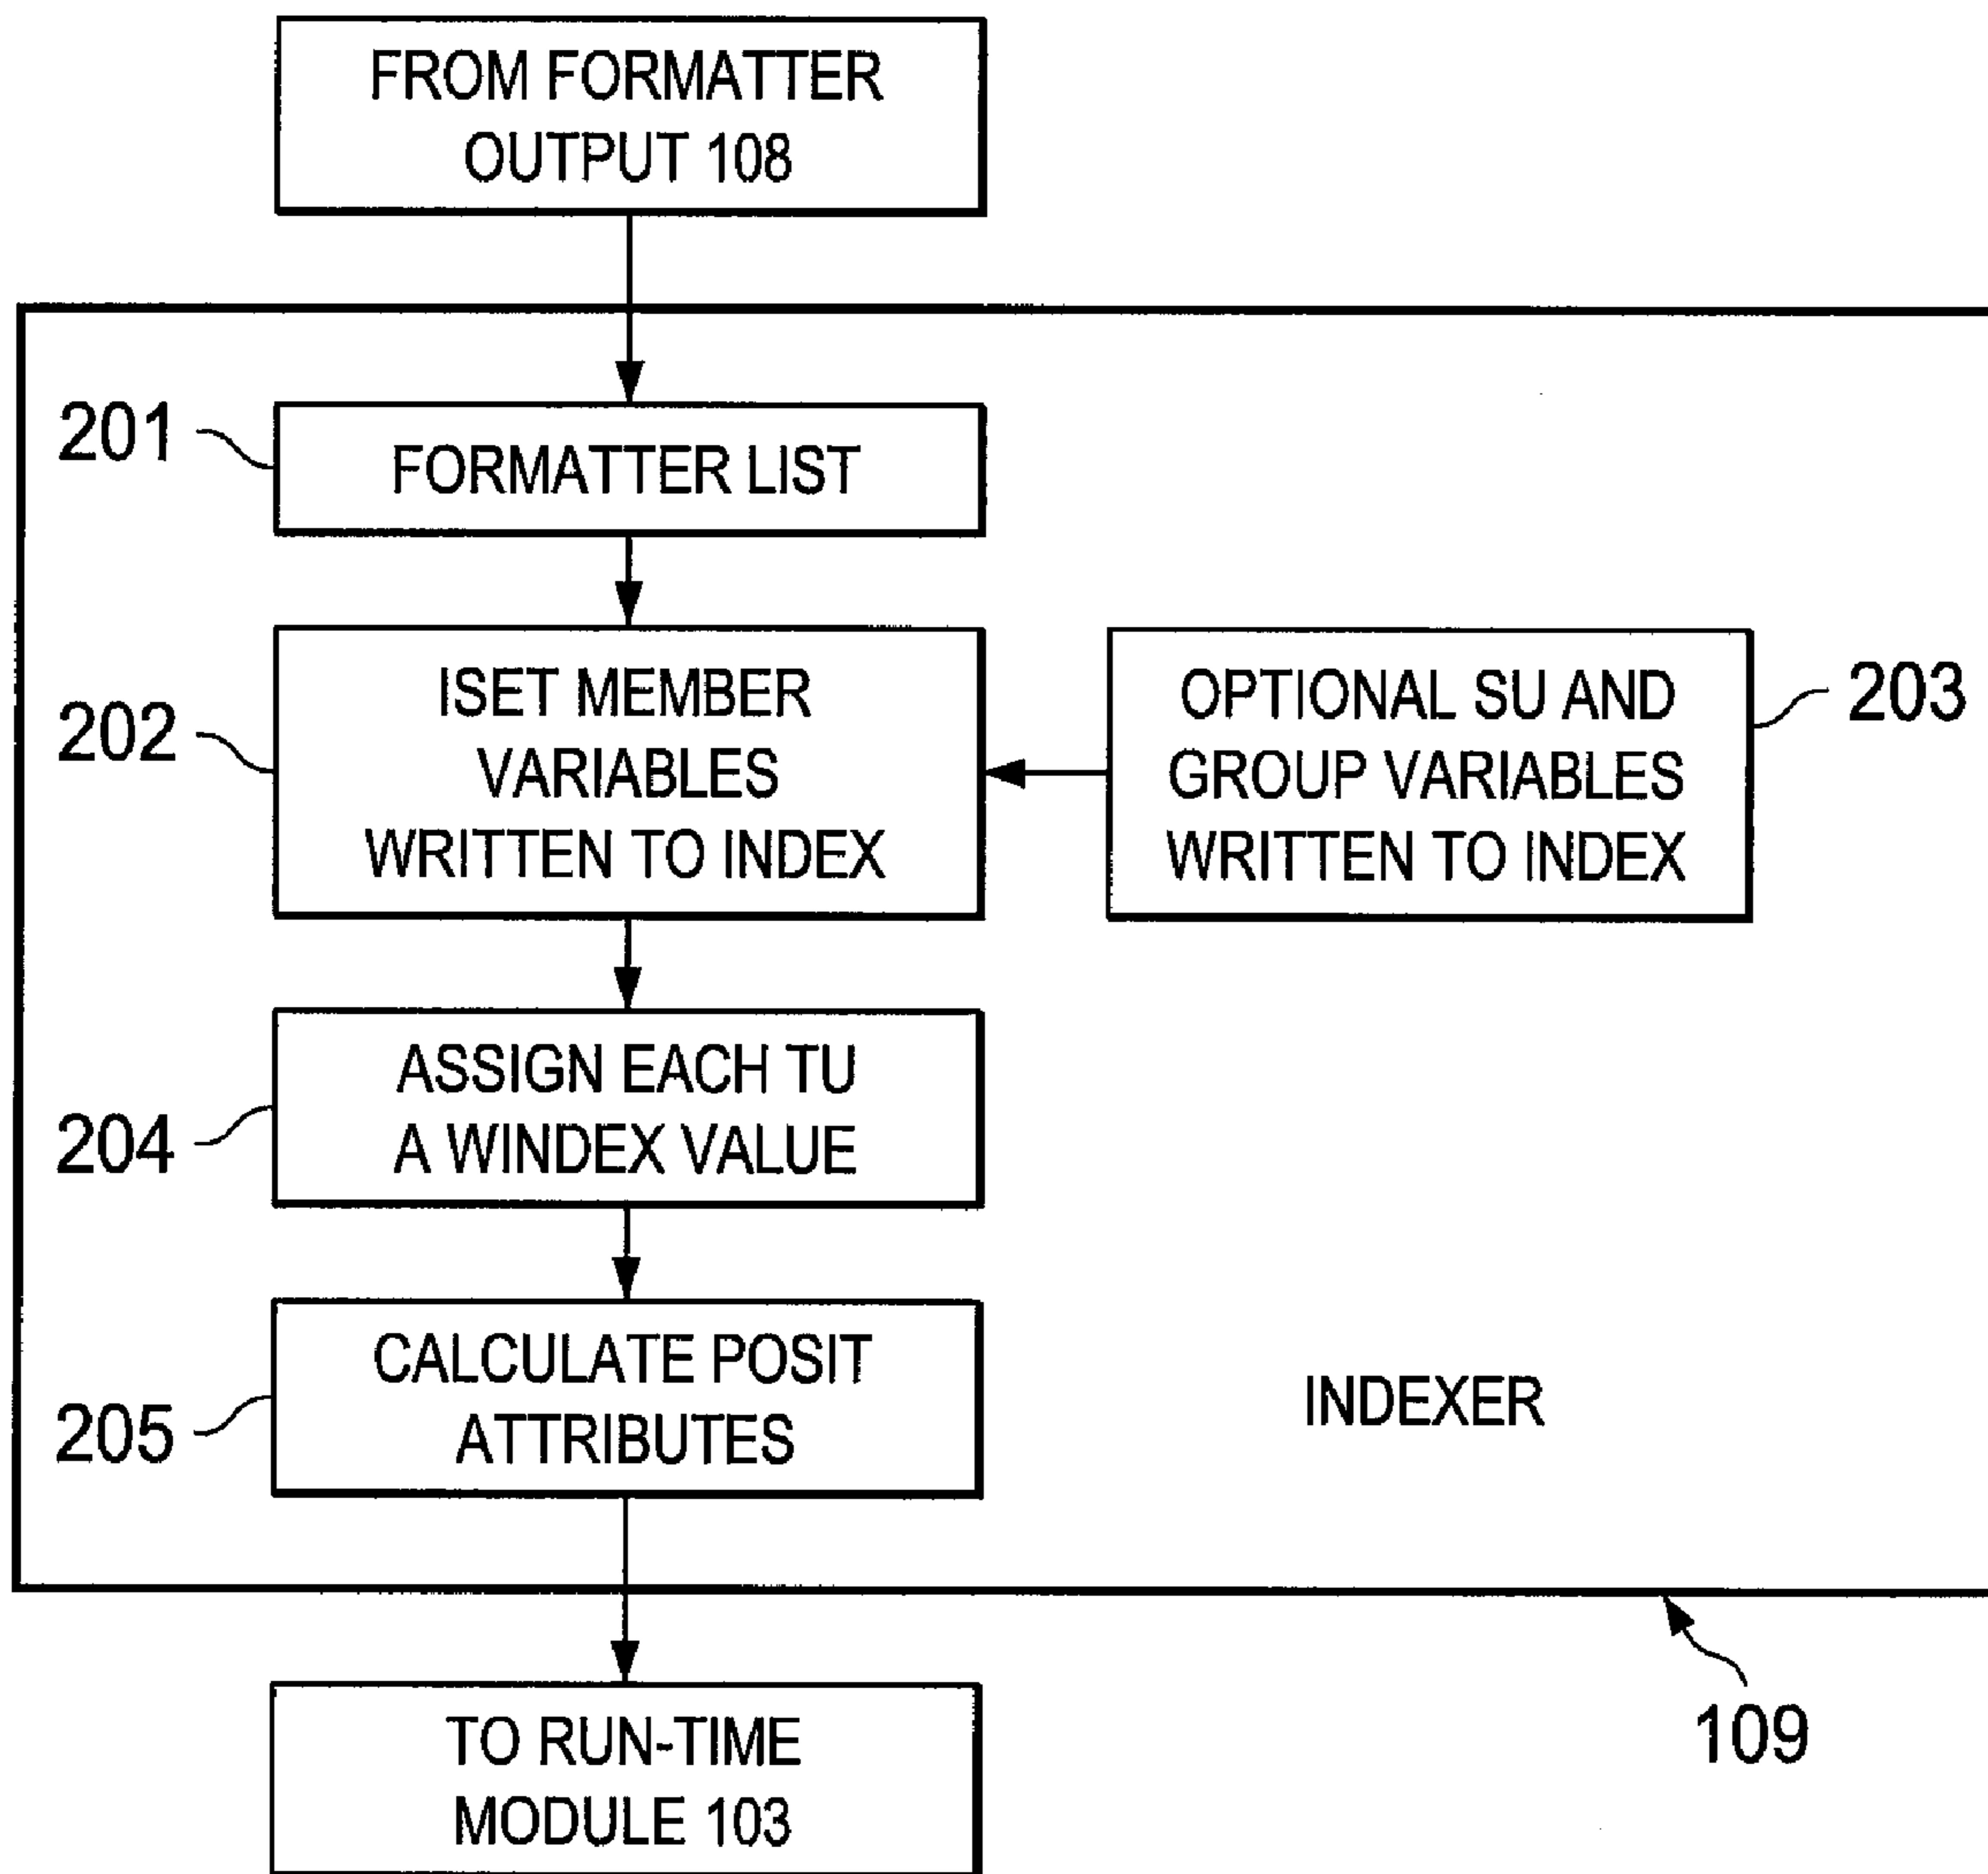 FROM FORMATTER
OUTPUT 108
201
FORMATTER LIST
202
ISET MEMBER
VARIABLES
WRITTEN TO INDEX
OPTIONAL SU AND
GROUP VARIABLES
WRITTEN TO INDEX
203
204
ASSIGN EACH TU
A WINDEX VALUE
205
CALCULATE POSIT
ATTRIBUTES
INDEXER
109
TO RUN-TIME
MODULE 103